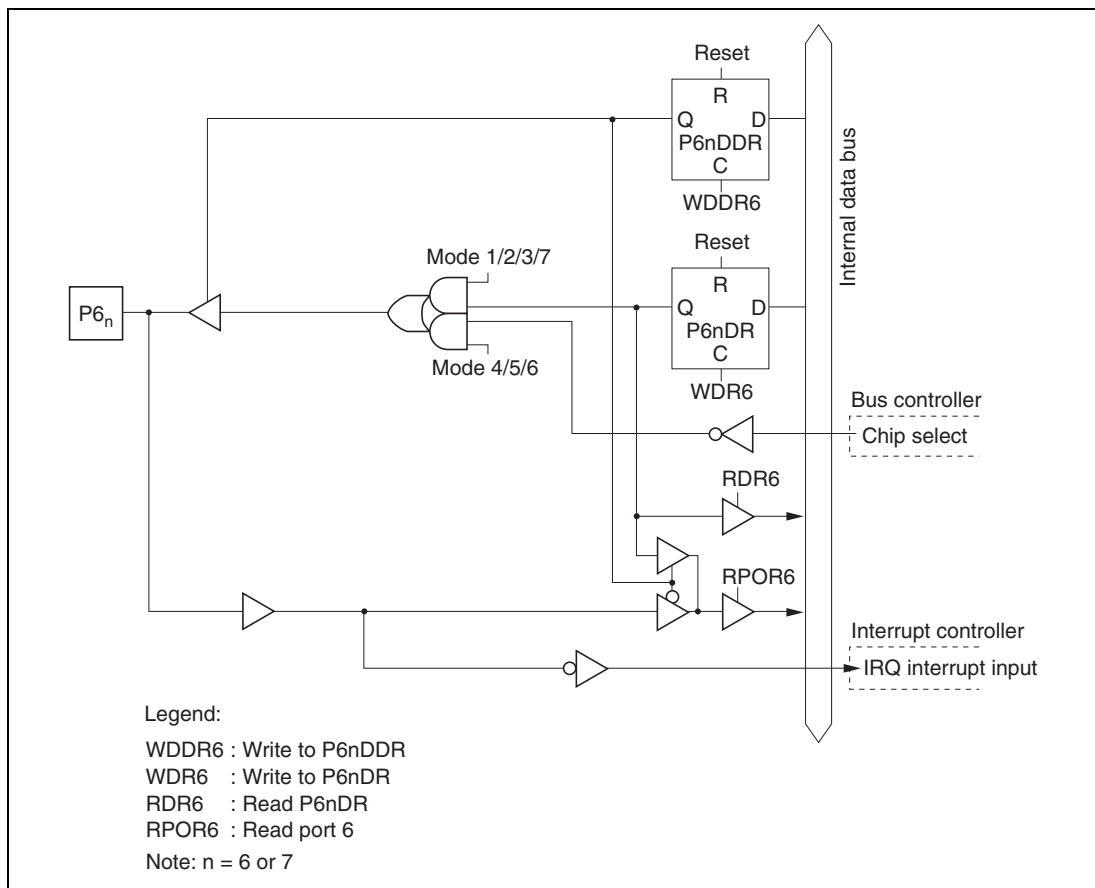 Reset
R
Q D
P6nDDR
C
WDDR6
Internal data bus
Reset
Mode 1/2/3/7
R
P6n
Q D
P6nDR
C
Mode 4/5/6
WDR6
Bus controller
Chip select
RDR6
RPOR6
Interrupt controller
IRQ interrupt input
Legend:
WDDR6 : Write to P6nDDR
WDR6 : Write to P6nDR
RDR6 : Read P6nDR
RPOR6 : Read port 6
Note: n = 6 or 7